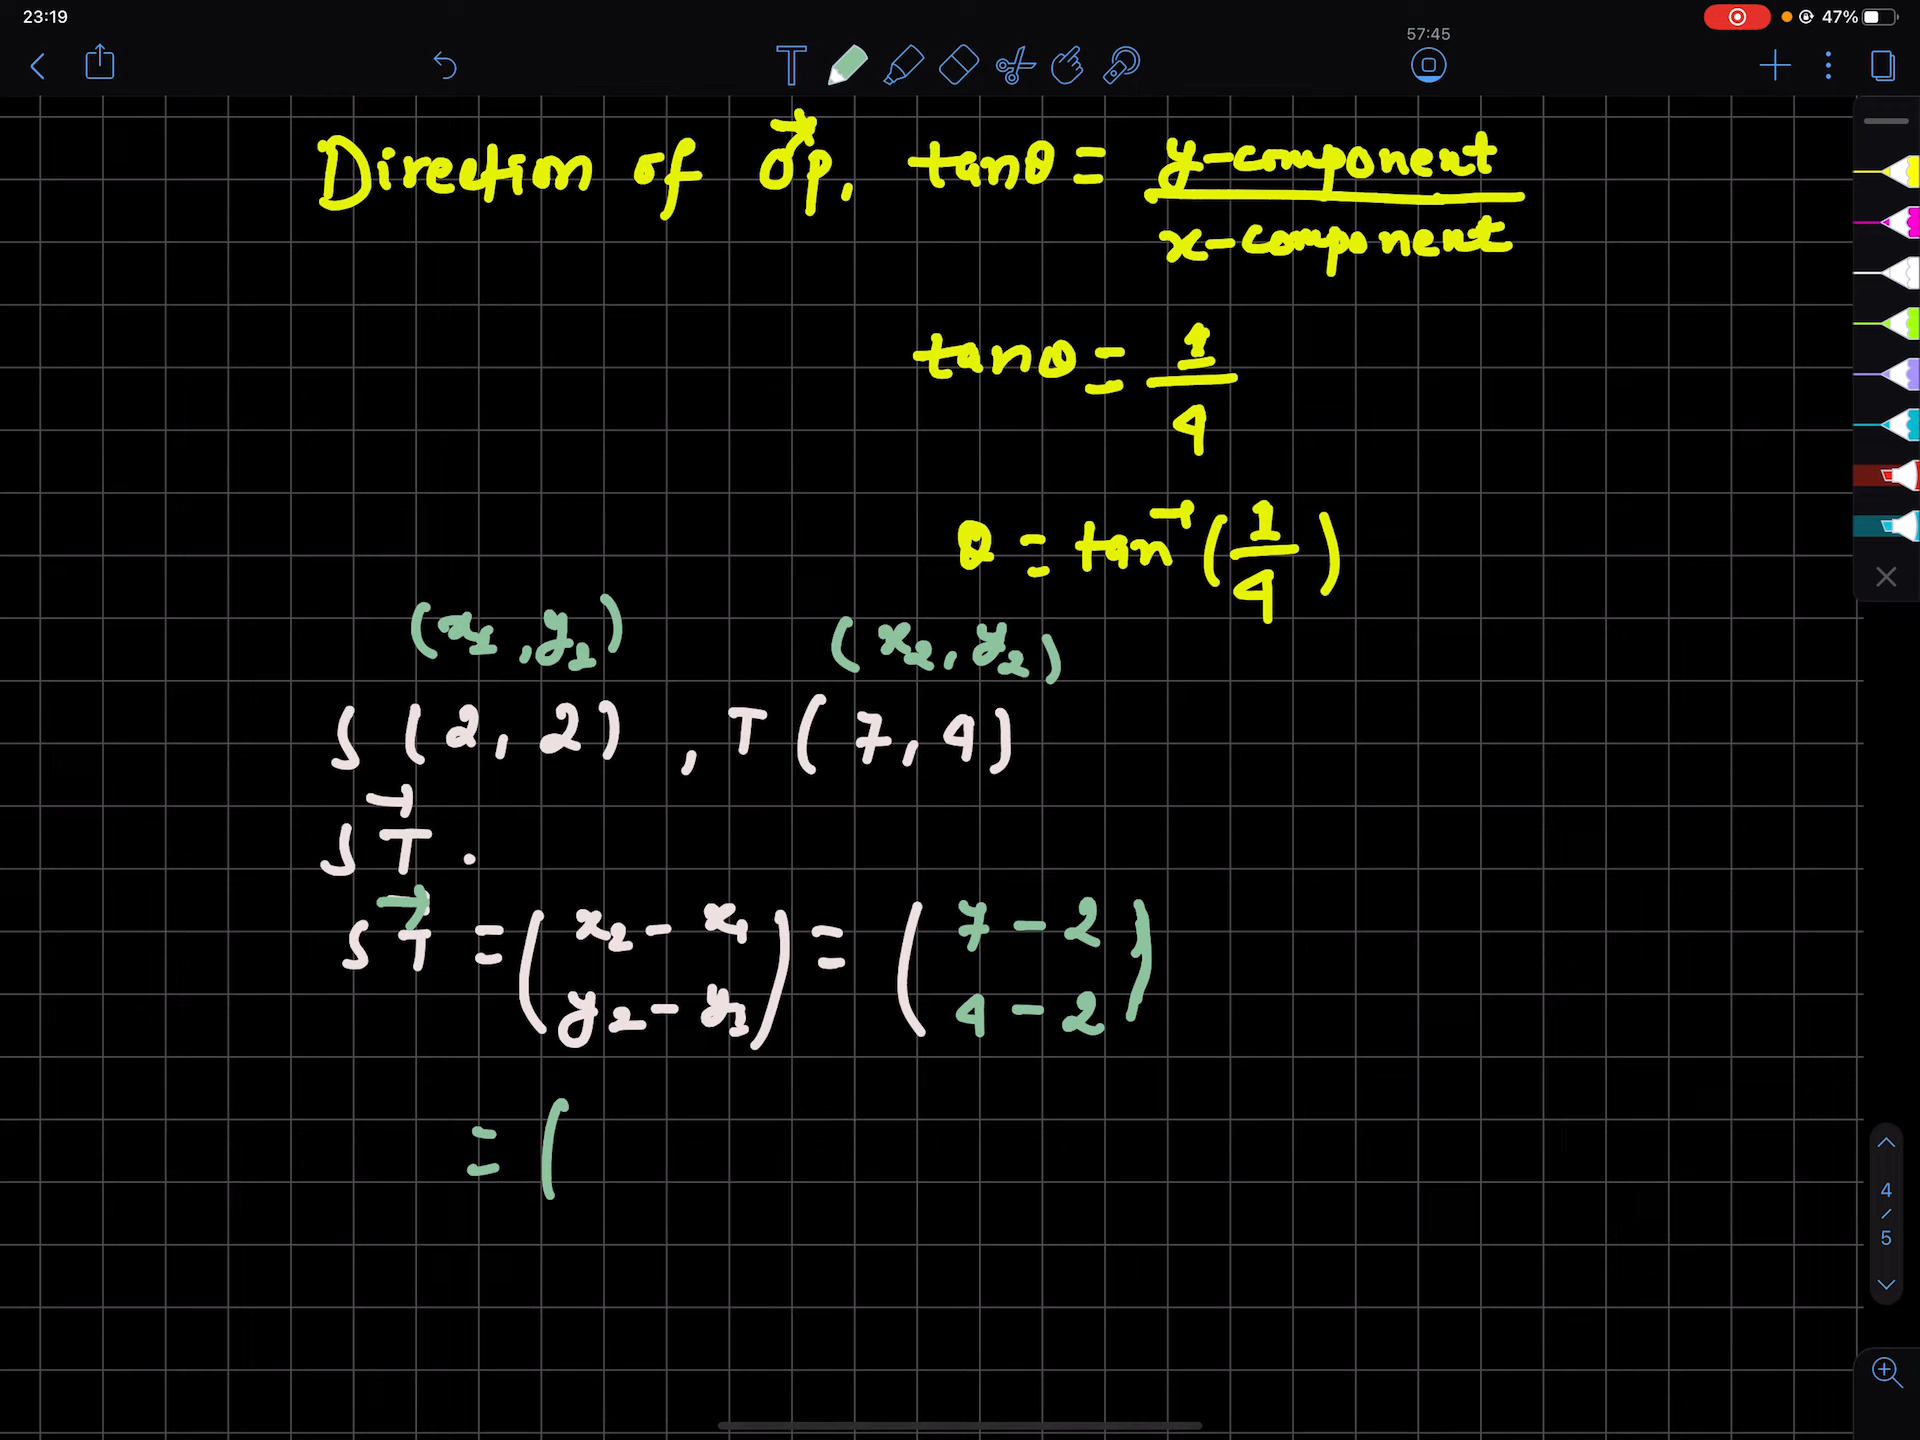 23:19
47%
57:45
Direction of O⃗P, tanθ = y-component / x-component
tanθ = 1/4
θ = tan⁻¹(1/4)
(x₁, y₁) (x₂, y₂)
S (2, 2), T (7, 4)
ST⃗.
ST⃗ = (x₂ - x₁ = (7 - 2
y₂ - y₁) 4 - 2)
= (
4
/
5